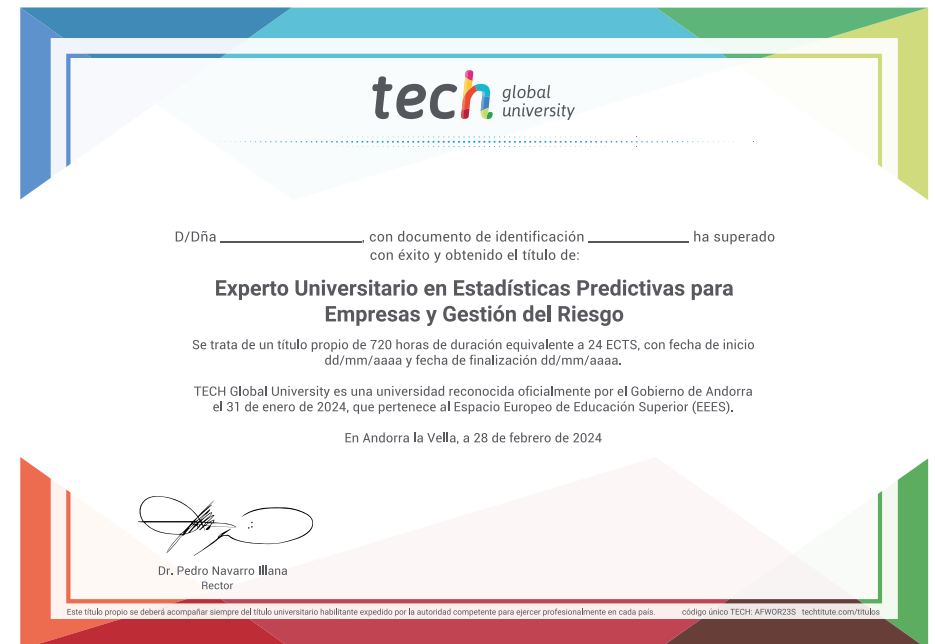 tech global university
D/Dña ______________, con documento de identificación __________ ha superado
con éxito y obtenido el título de:
Experto Universitario en Estadísticas Predictivas para
Empresas y Gestión del Riesgo
Se trata de un título propio de 720 horas de duración equivalente a 24 ECTS, con fecha de inicio
dd/mm/aaaa y fecha de finalización dd/mm/aaaa.
TECH Global University es una universidad reconocida oficialmente por el Gobierno de Andorra
el 31 de enero de 2024, que pertenece al Espacio Europeo de Educación Superior (EEES).
En Andorra la Vella, a 28 de febrero de 2024
Dr. Pedro Navarro Illana
Rector
Este título propio se deberá acompañar siempre del título universitario habilitante expedido por la autoridad competente para ejercer profesionalmente en cada país. código único TECH: AFWOR23S techtitute.com/titulos